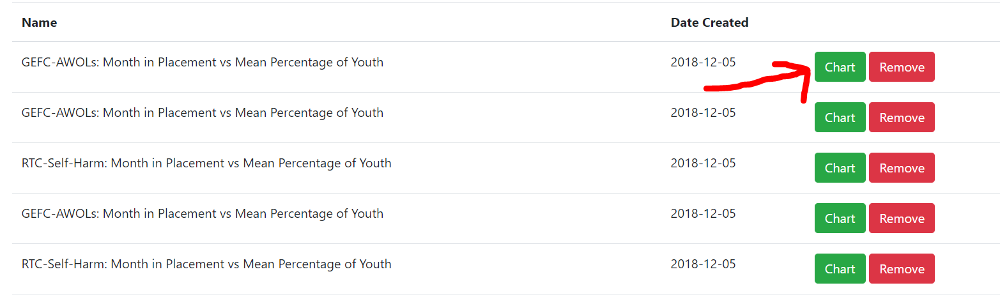 Name Date Created
GEFC-AWOLs: Month in Placement vs Mean Percentage of Youth 2018-12-05 Chart Remove
GEFC-AWOLs: Month in Placement vs Mean Percentage of Youth 2018-12-05 Chart Remove
RTC-Self-Harm: Month in Placement vs Mean Percentage of Youth 2018-12-05 Chart Remove
GEFC-AWOLs: Month in Placement vs Mean Percentage of Youth 2018-12-05 Chart Remove
RTC-Self-Harm: Month in Placement vs Mean Percentage of Youth 2018-12-05 Chart Remove